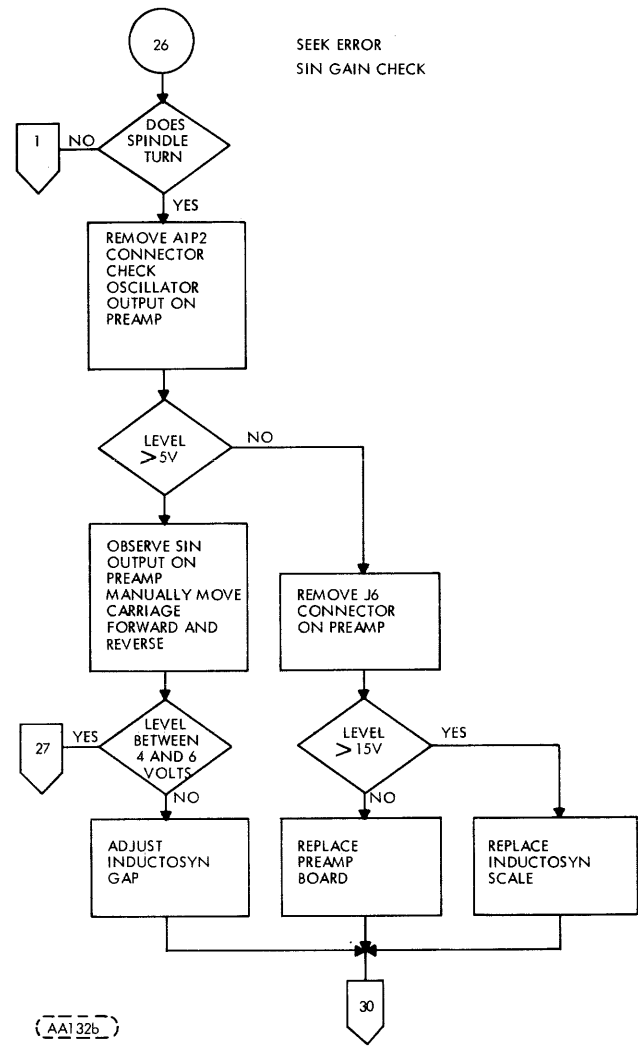 26
SEEK ERROR
SIN GAIN CHECK
DOES
SPINDLE
TURN
NO
1
YES
REMOVE A1P2
CONNECTOR
CHECK
OSCILLATOR
OUTPUT ON
PREAMP
LEVEL
> 5V
NO
OBSERVE SIN
OUTPUT ON
PREAMP
MANUALLY MOVE
CARRIAGE
FORWARD AND
REVERSE
REMOVE J6
CONNECTOR
ON PREAMP
LEVEL
BETWEEN
4 AND 6
VOLTS
YES
27
NO
LEVEL
> 15V
YES
NO
ADJUST
INDUCTOSYN
GAP
REPLACE
PREAMP
BOARD
REPLACE
INDUCTOSYN
SCALE
30
AA132b